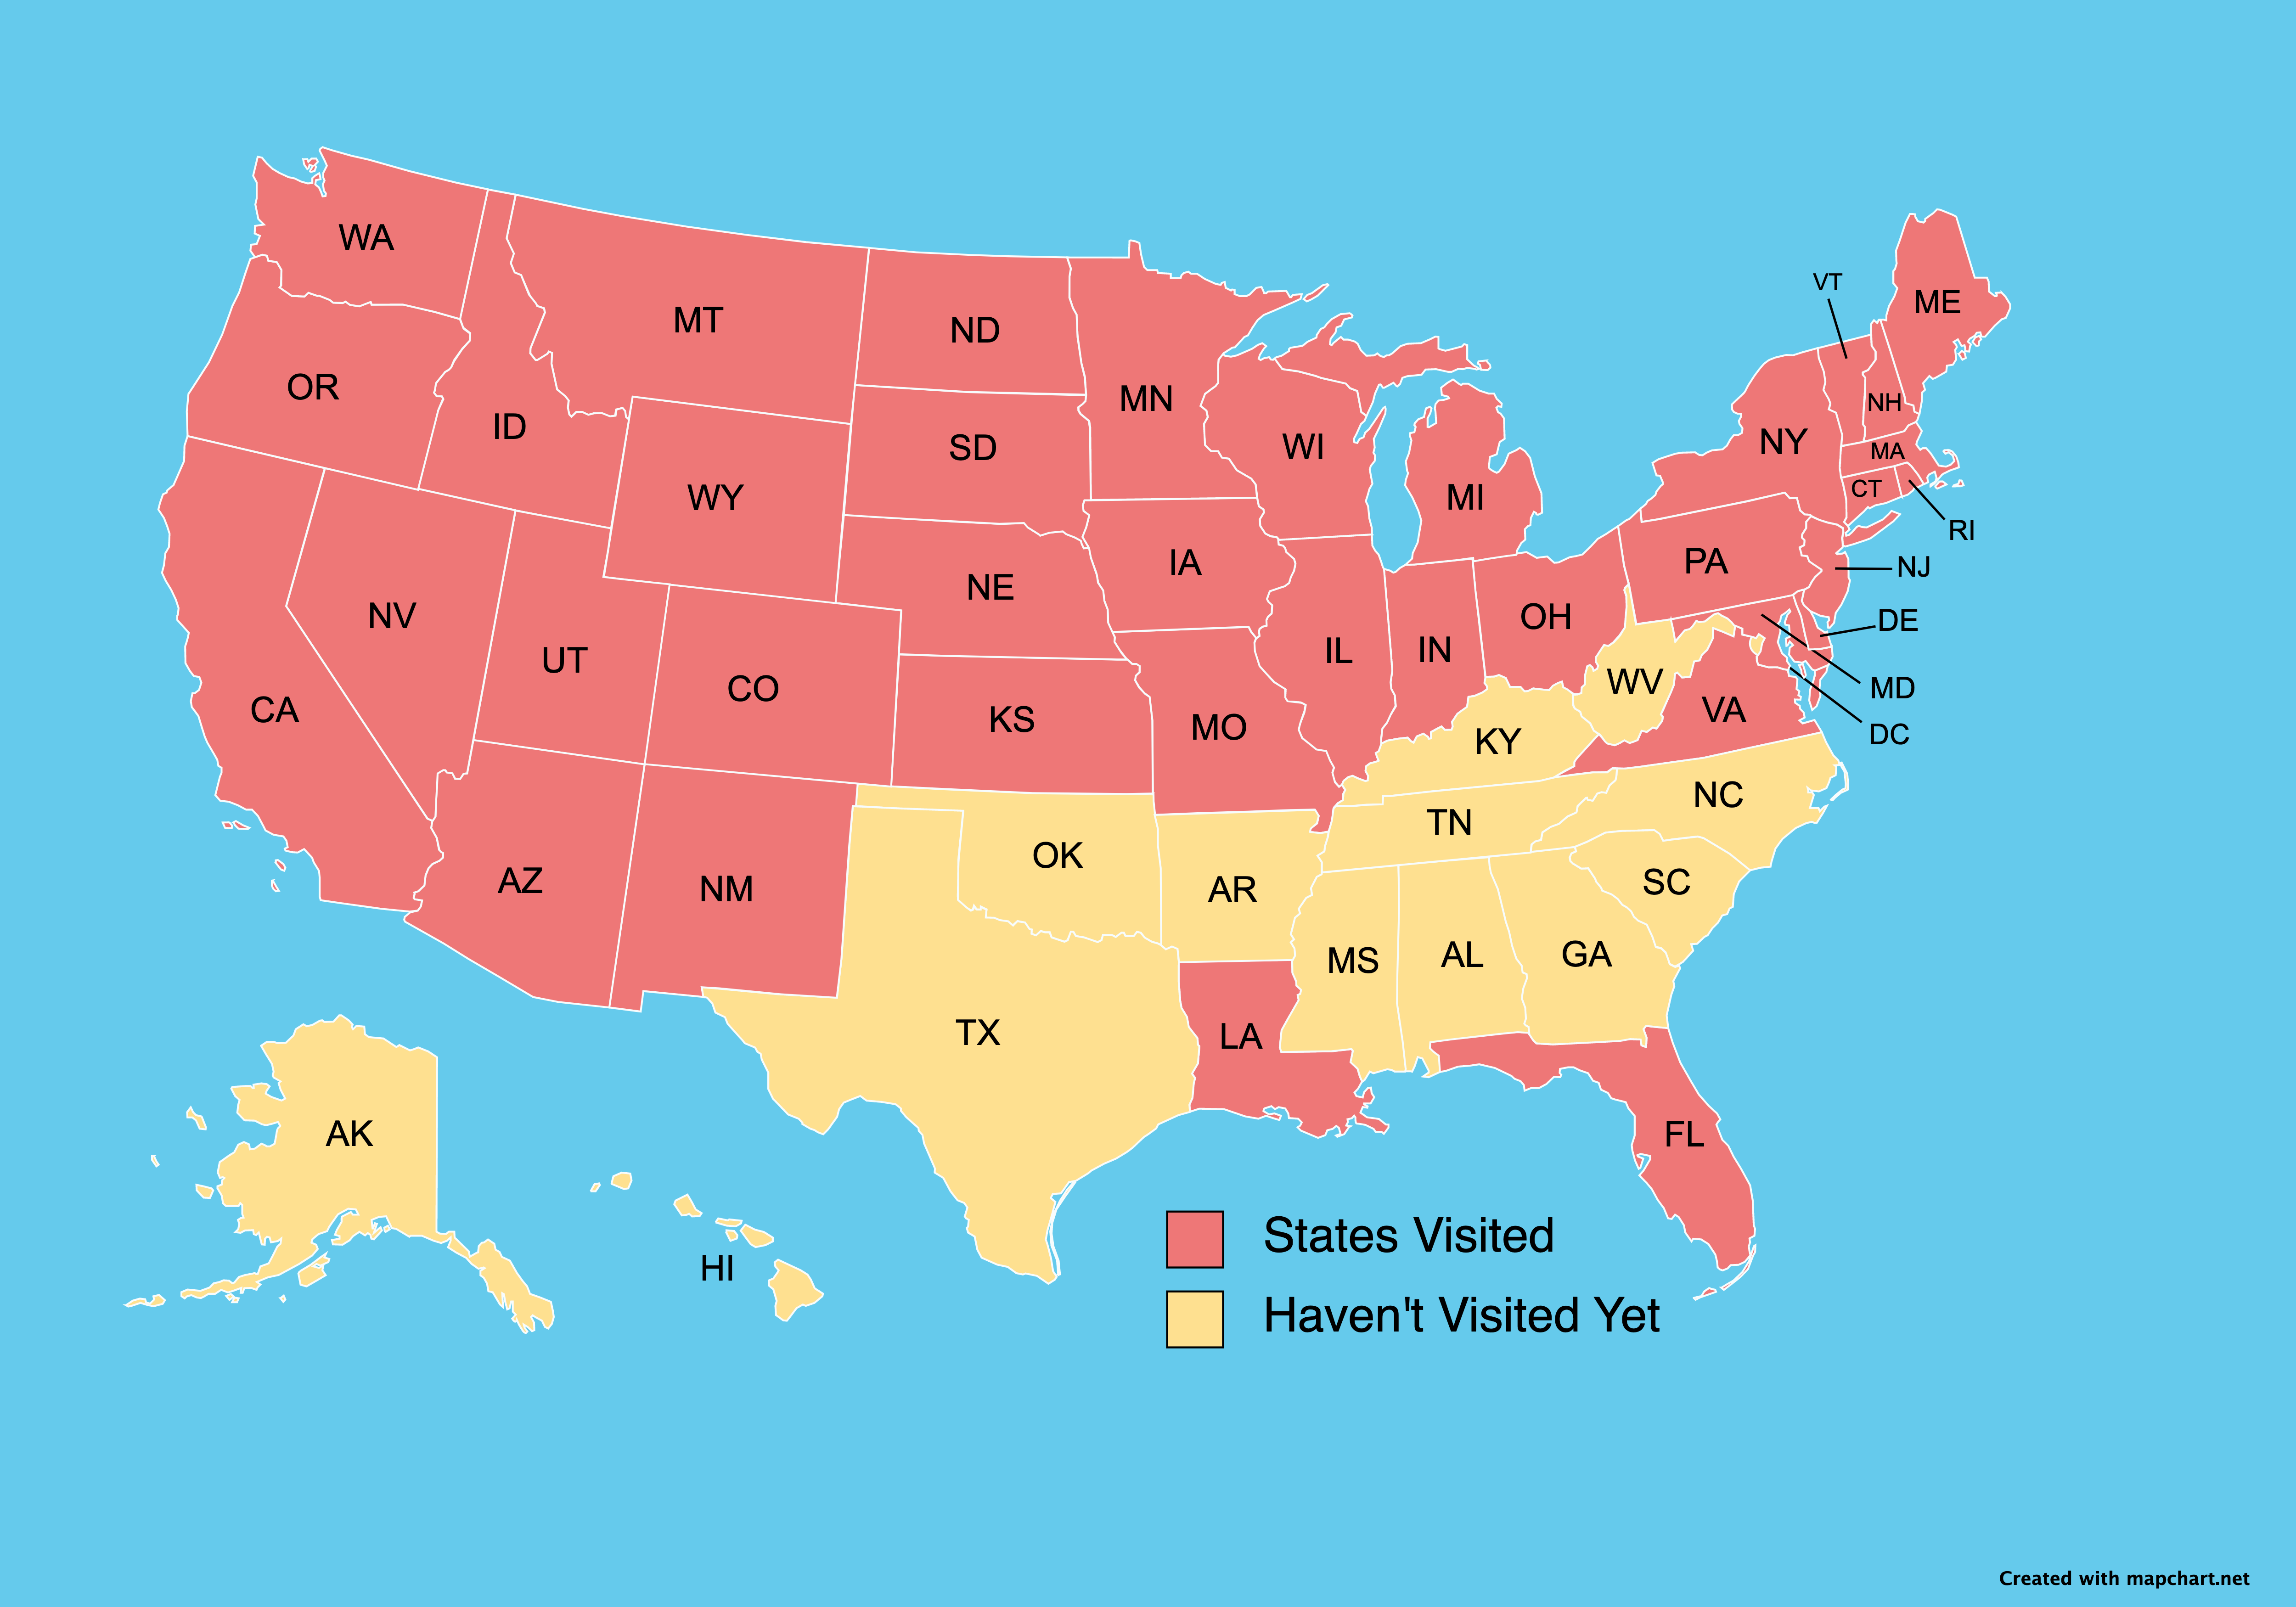 WA
MT
ND
MN
VT
ME
OR
ID
SD
WI
NY
NH
MA
CT
RI
WY
MI
NV
UT
NE
IA
PA
NJ
CA
CO
KS
MO
IL
IN
OH
WV
VA
DE
MD
DC
KY
NC
TN
AZ
NM
OK
AR
SC
MS
AL
GA
TX
LA
AK
FL
HI
States Visited
Haven't Visited Yet
Created with mapchart.net